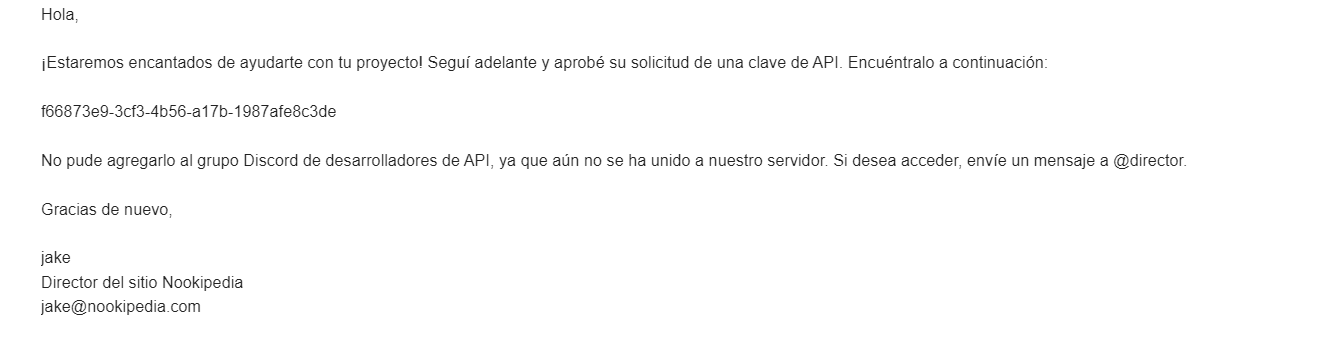 Hola,
¡Estaremos encantados de ayudarte con tu proyecto! Seguí adelante y aprobé su solicitud de una clave de API. Encuéntralo a continuación:
f66873e9-3cf3-4b56-a17b-1987afe8c3de
No pude agregarlo al grupo Discord de desarrolladores de API, ya que aún no se ha unido a nuestro servidor. Si desea acceder, envíe un mensaje a @director.
Gracias de nuevo,
jake
Director del sitio Nookipedia
jake@nookipedia.com